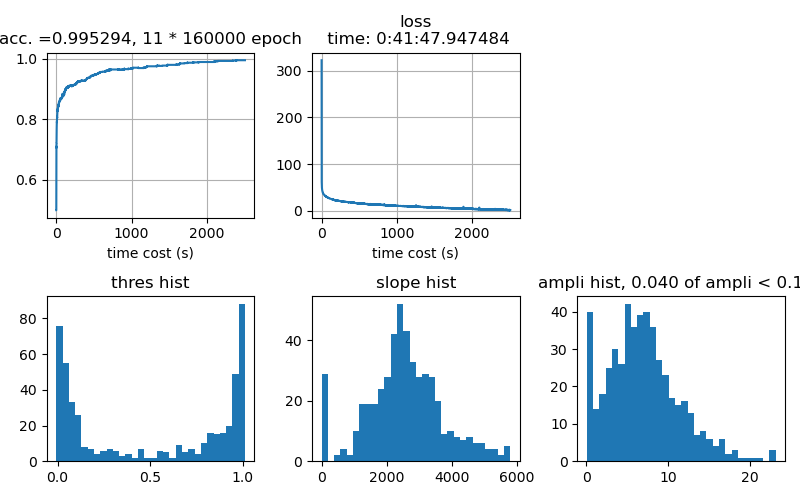 acc. =0.995294, 11 * 160000 epoch
1.0
0.8
0.6
0 1000 2000
time cost (s)
loss
time: 0:41:47.947484
300
200
100
0
0 1000 2000
time cost (s)
thres hist
80
60
40
20
0
0.0 0.5 1.0
slope hist
40
20
0
0 2000 4000 6000
ampli hist, 0.040 of ampli < 0.1
40
30
20
10
0
0 10 20